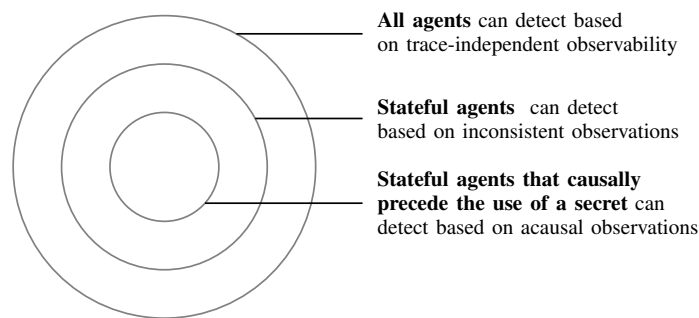 All agents can detect based
on trace-independent observability
Stateful agents can detect
based on inconsistent observations
Stateful agents that causally
precede the use of a secret can
detect based on acausal observations